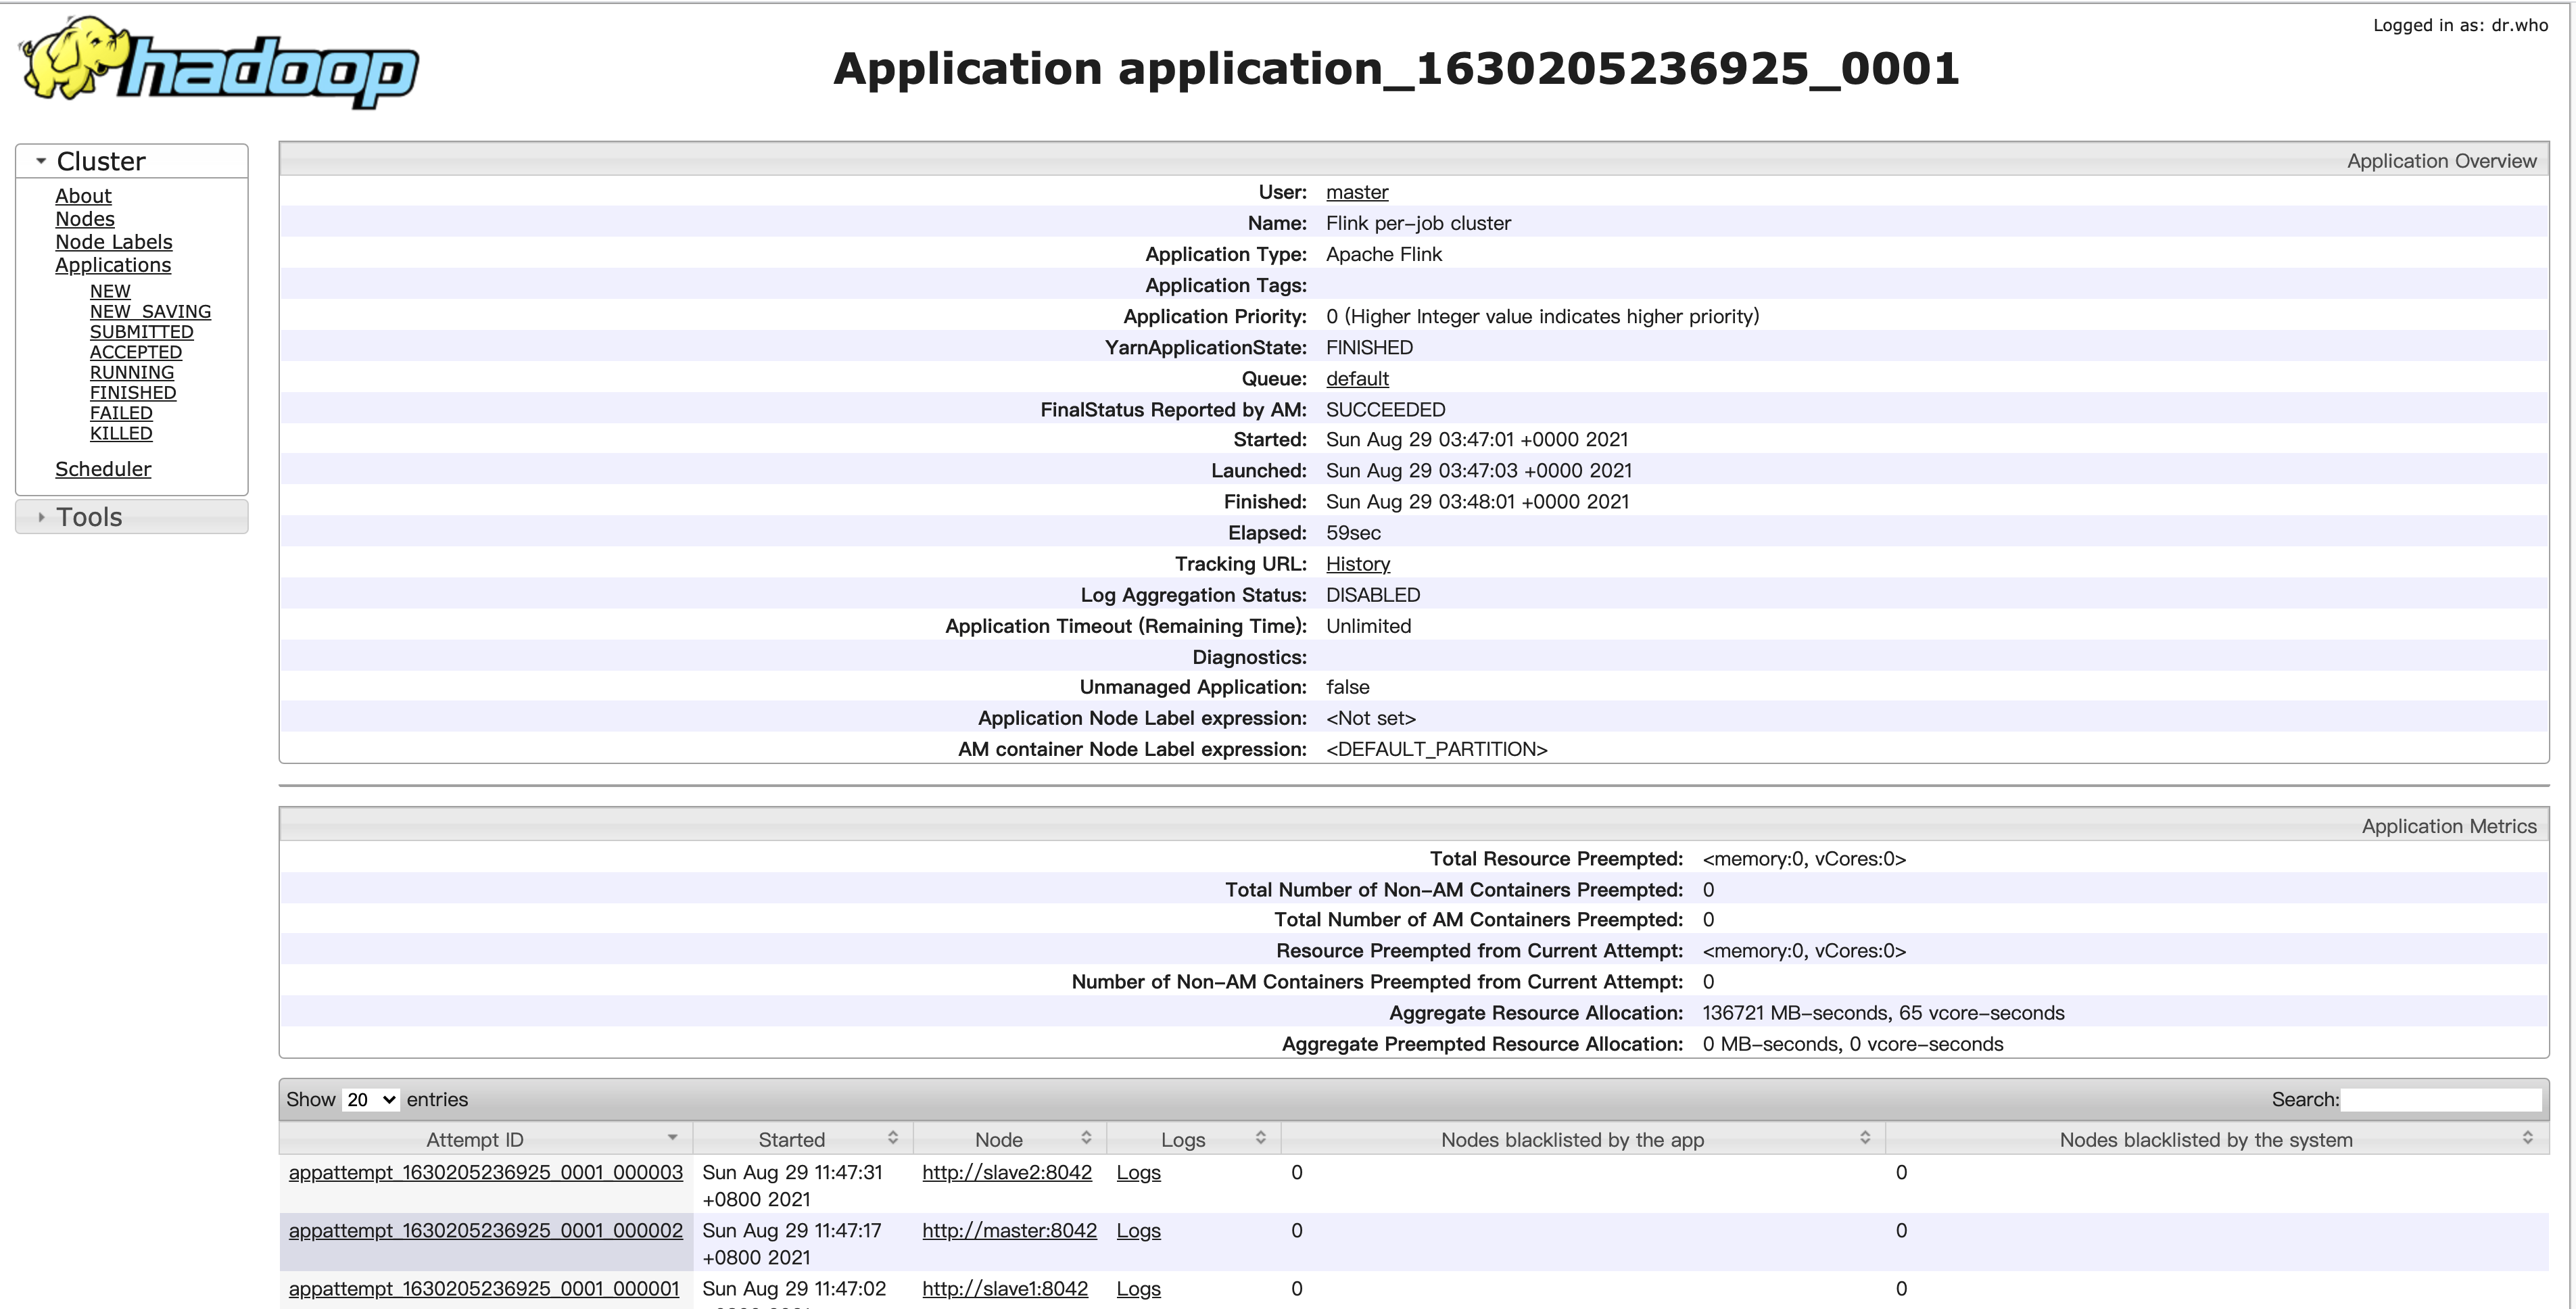 hadoop
Logged in as: dr.who
Application application_1630205236925_0001
Cluster
About
Nodes
Node Labels
Applications
NEW
NEW_SAVING
SUBMITTED
ACCEPTED
RUNNING
FINISHED
FAILED
KILLED
Scheduler
Tools
Application Overview
User: master
Name: Flink per-job cluster
Application Type: Apache Flink
Application Tags:
Application Priority: 0 (Higher Integer value indicates higher priority)
YarnApplicationState: FINISHED
Queue: default
FinalStatus Reported by AM: SUCCEEDED
Started: Sun Aug 29 03:47:01 +0000 2021
Launched: Sun Aug 29 03:47:03 +0000 2021
Finished: Sun Aug 29 03:48:01 +0000 2021
Elapsed: 59sec
Tracking URL: History
Log Aggregation Status: DISABLED
Application Timeout (Remaining Time): Unlimited
Diagnostics:
Unmanaged Application: false
Application Node Label expression: <Not set>
AM container Node Label expression: <DEFAULT_PARTITION>
Application Metrics
Total Resource Preempted: <memory:0, vCores:0>
Total Number of Non-AM Containers Preempted: 0
Total Number of AM Containers Preempted: 0
Resource Preempted from Current Attempt: <memory:0, vCores:0>
Number of Non-AM Containers Preempted from Current Attempt: 0
Aggregate Resource Allocation: 136721 MB-seconds, 65 vcore-seconds
Aggregate Preempted Resource Allocation: 0 MB-seconds, 0 vcore-seconds
Show 20 entries Search:
Attempt ID Started Node Logs Nodes blacklisted by the app Nodes blacklisted by the system
appattempt_1630205236925_0001_000003 Sun Aug 29 11:47:31 http://slave2:8042 Logs 0 0
+0800 2021
appattempt_1630205236925_0001_000002 Sun Aug 29 11:47:17 http://master:8042 Logs 0 0
+0800 2021
appattempt_1630205236925_0001_000001 Sun Aug 29 11:47:02 http://slave1:8042 Logs 0 0